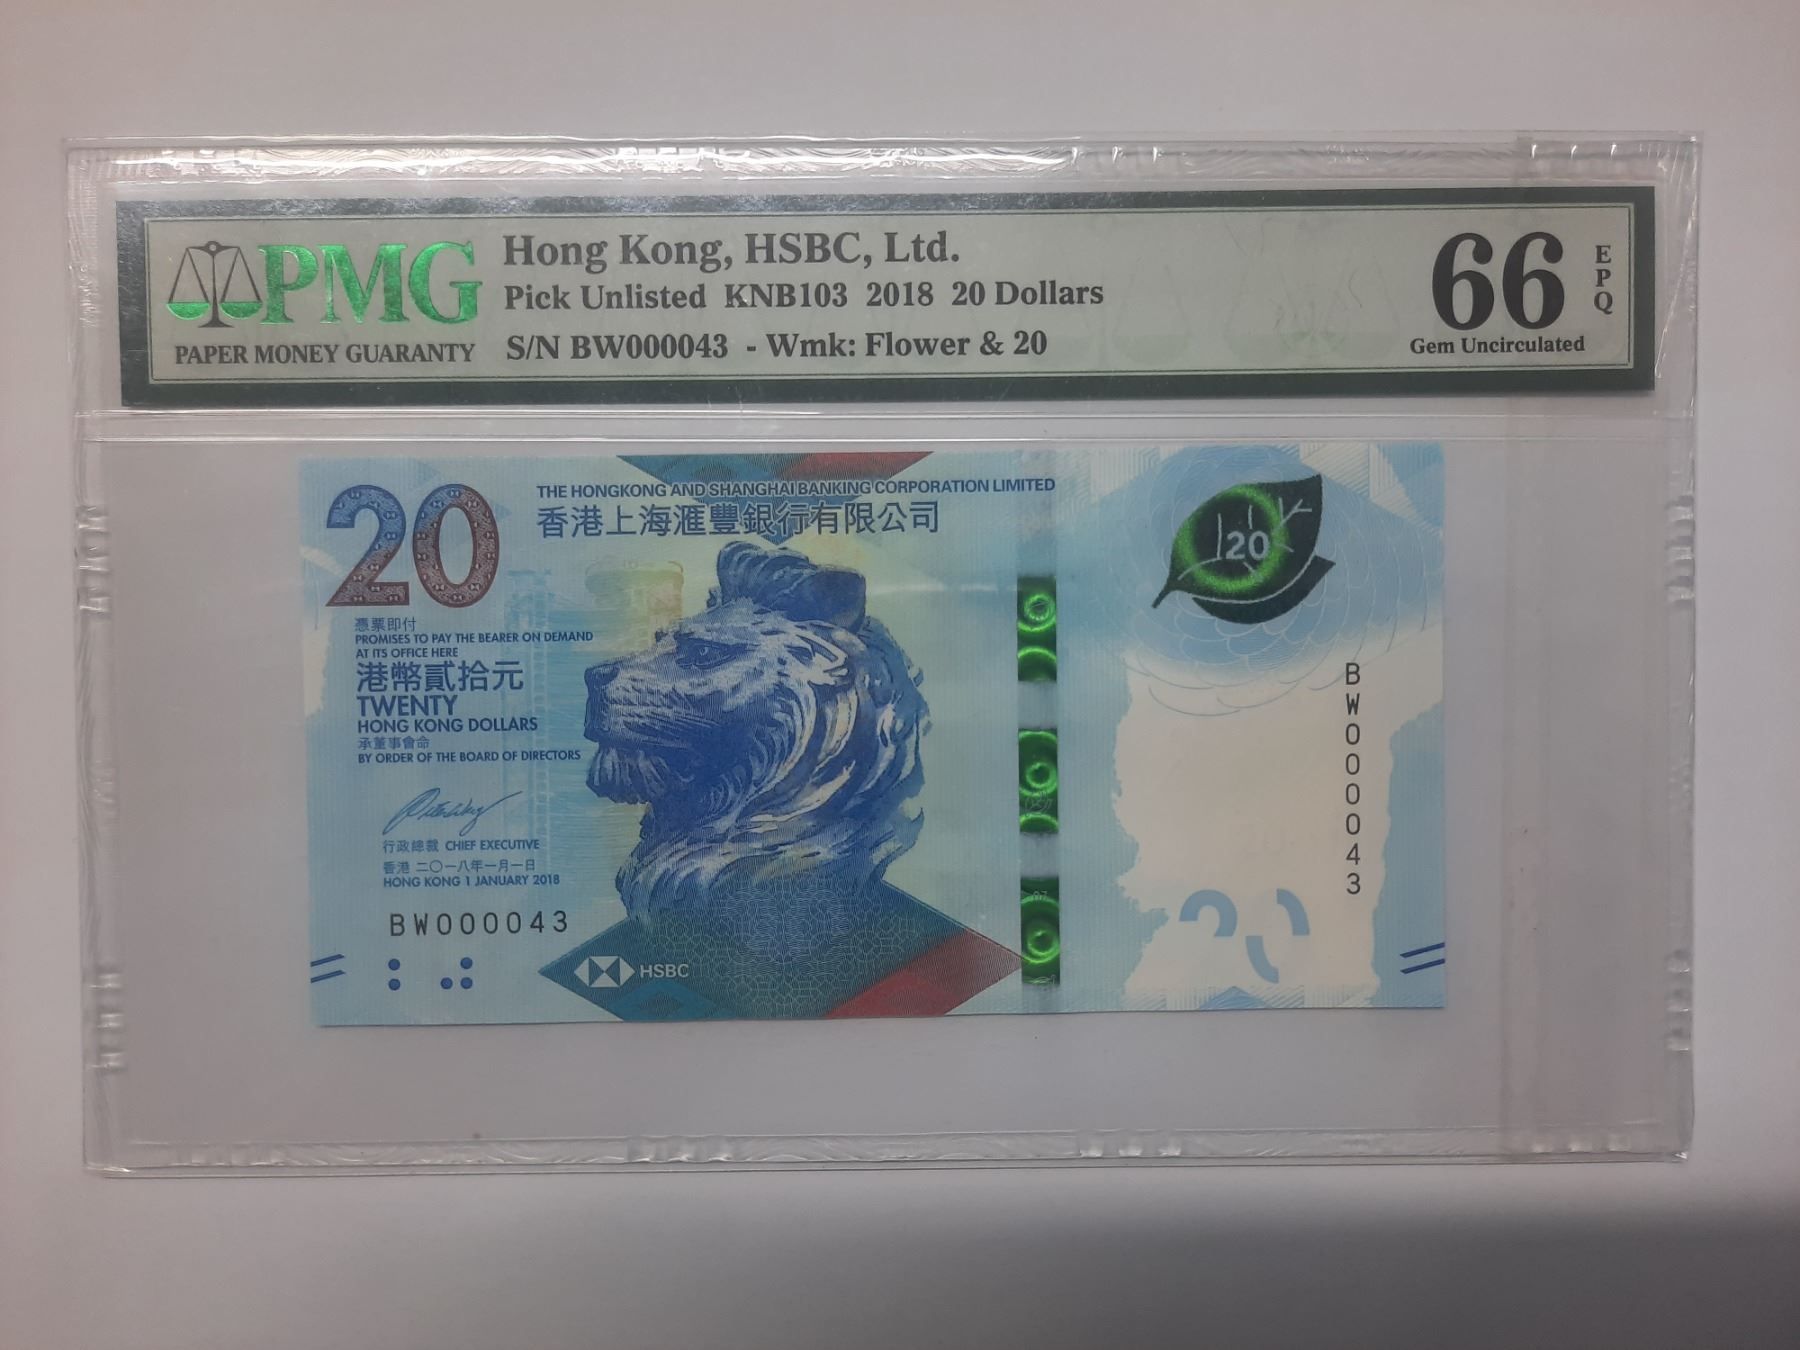 PMG
PAPER MONEY GUARANTY
Hong Kong, HSBC, Ltd.
Pick Unlisted KNB103 2018 20 Dollars
S/N BW000043 - Wmk: Flower & 20
66
EPQ
Gem Uncirculated
20
THE HONGKONG AND SHANGHAI BANKING CORPORATION LIMITED
香港上海滙豐銀行有限公司
20
憑票即付
PROMISES TO PAY THE BEARER ON DEMAND
AT ITS OFFICE HERE
港幣貳拾元
TWENTY
HONG KONG DOLLARS
承董事會命
BY ORDER OF THE BOARD OF DIRECTORS
行政總裁 CHIEF EXECUTIVE
香港 二〇一八年一月一日
HONG KONG 1 JANUARY 2018
BW000043
HSBC
BW000043
20